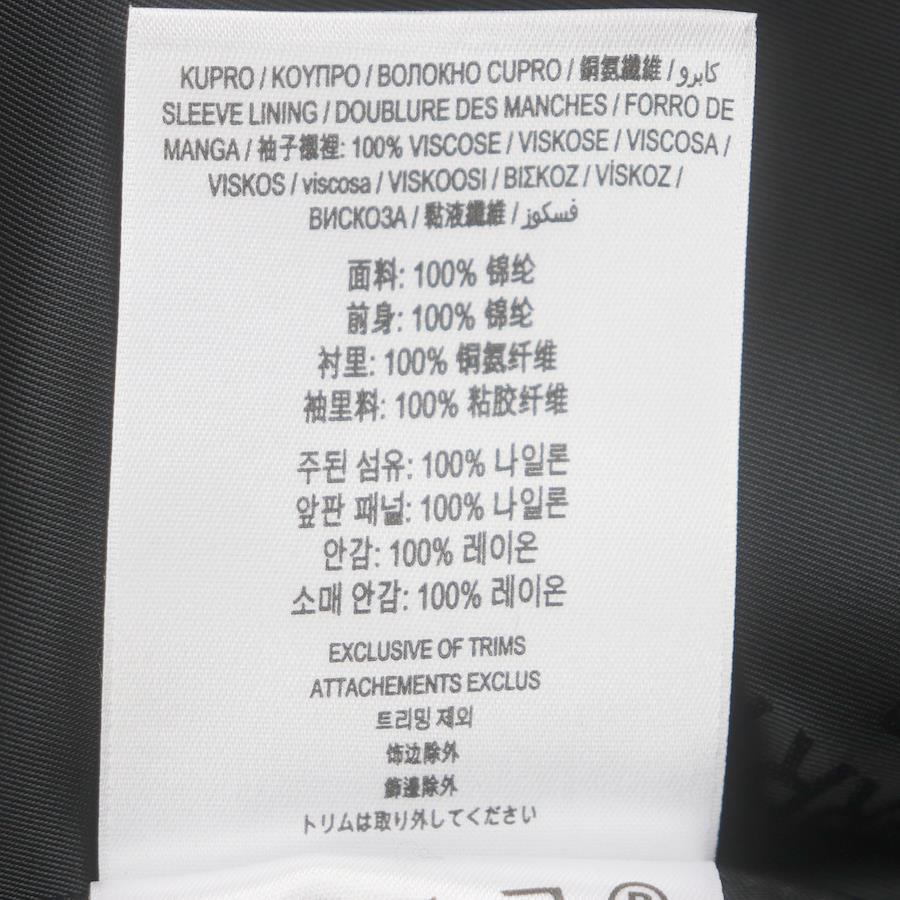 KUPRO / ΚΟΥΠΡΟ / ВОЛОКНО CUPRO / 銅氨纖維 / كابرو
SLEEVE LINING / DOUBLURE DES MANCHES / FORRO DE
MANGA / 袖子襯裡: 100% VISCOSE / VISKOSE / VISCOSA /
VISKOS / viscosa / VISKOOSI / ΒΙΣΚΟΖ / VİSKOZ /
ВИСКОЗА / 黏液纖維 / فسكوز
面料: 100% 锦纶
前身: 100% 锦纶
衬里: 100% 铜氨纤维
袖里料: 100% 粘胶纤维
주된 섬유: 100% 나일론
앞판 패널: 100% 나일론
안감: 100% 레이온
소매 안감: 100% 레이온
EXCLUSIVE OF TRIMS
ATTACHEMENTS EXCLUS
트리밍 제외
饰边除外
飾邊除外
トリムは取り外してください